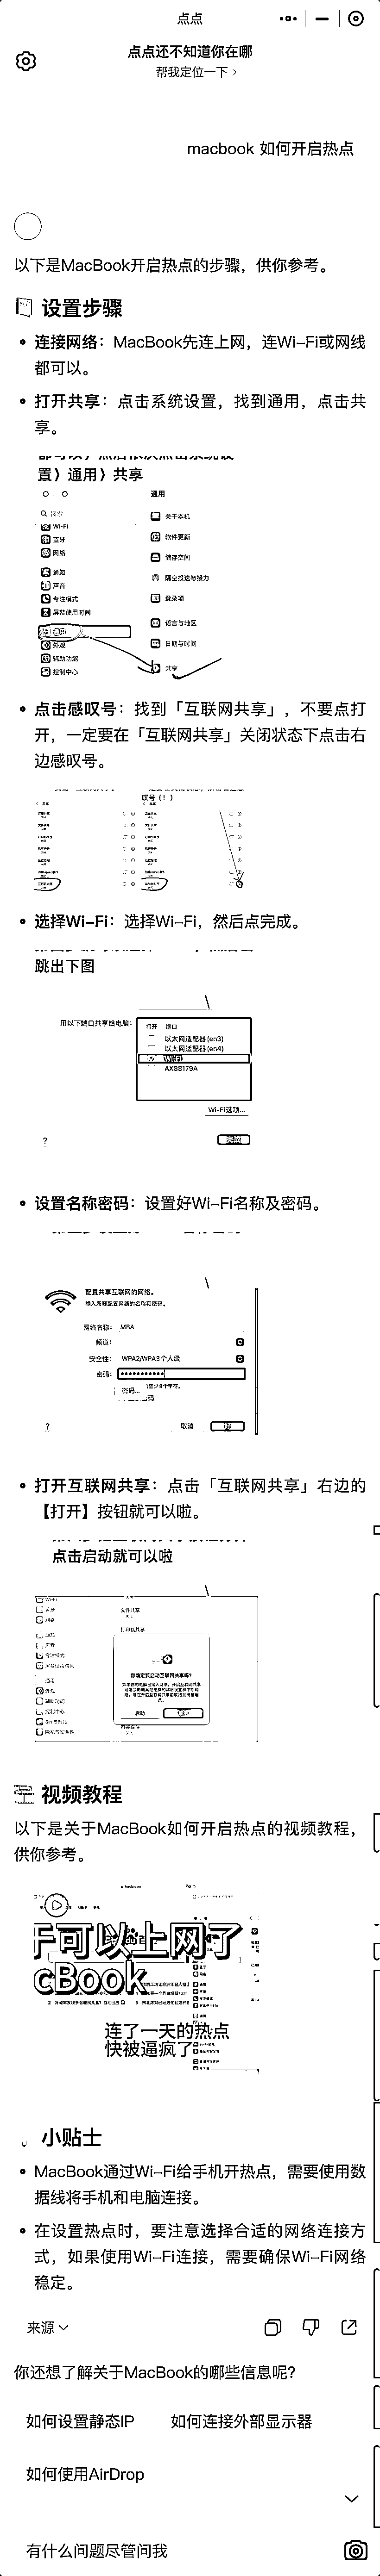 点点
点点还不知道你在哪
帮我定位一下 ›
macbook 如何开启热点
以下是MacBook开启热点的步骤，供你参考。
设置步骤
• 连接网络：MacBook先连上网，连Wi-Fi或网线
都可以。
• 打开共享：点击系统设置，找到通用，点击共
享。
置〉通用〉共享
通用
搜索
Wi-Fi
关于本机
蓝牙
软件更新
网络
储存空间
通知
隔空投送与接力
声音
专注模式
登录项
屏幕使用时间
语言与地区
通用
外观
日期与时间
辅助功能
控制中心
共享
• 点击感叹号：找到「互联网共享」，不要点打
开，一定要在「互联网共享」关闭状态下点击右
边感叹号。
叹号（！）
• 选择Wi-Fi：选择Wi-Fi，然后点完成。
跳出下图
用以下端口共享给电脑：
打开 端口
以太网适配器(en3)
以太网适配器(en4)
Wi-Fi
AX88179A
Wi-Fi选项...
?
• 设置名称密码：设置好Wi-Fi名称及密码。
配置共享互联网的网络。
输入所要配置网络的名称和密码。
网络名称： MBA
频道：
安全性： WPA2/WPA3个人级
密码： ••••••••••••
?
取消
• 打开互联网共享：点击「互联网共享」右边的
【打开】按钮就可以啦。
点击启动就可以啦
文件共享
打印机共享
外观
控制中心
隐私与安全性
你确定要启动互联网共享吗？
启动
视频教程
以下是关于MacBook如何开启热点的视频教程，
供你参考。
可以上网了
cBook
连了一天的热点
快被逼疯了
小贴士
• MacBook通过Wi-Fi给手机开热点，需要使用数
据线将手机和电脑连接。
• 在设置热点时，要注意选择合适的网络连接方
式，如果使用Wi-Fi连接，需要确保Wi-Fi网络
稳定。
来源
你还想了解关于MacBook的哪些信息呢?
如何设置静态IP 如何连接外部显示器
如何使用AirDrop
有什么问题尽管问我